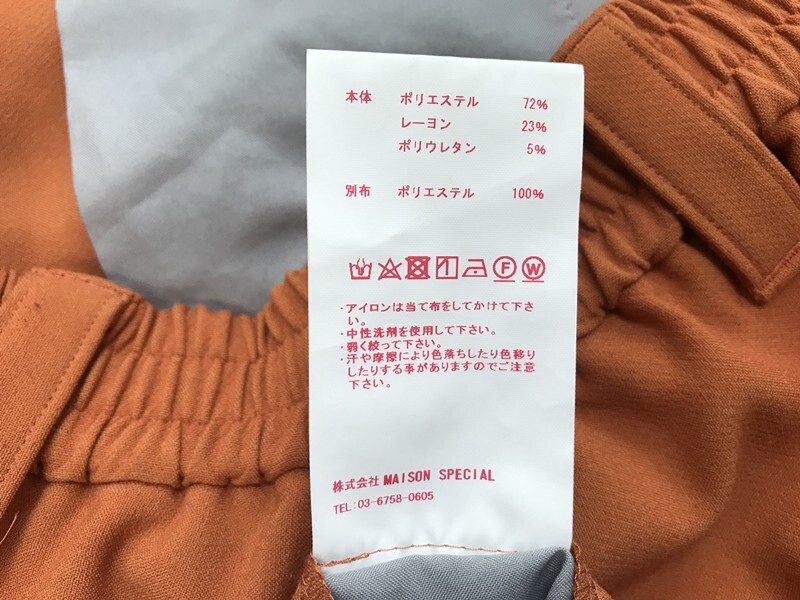 本体 ポリエステル 72%
レーヨン 23%
ポリウレタン 5%
別布 ポリエステル 100%
F W
・アイロンは当て布をしてかけて下さ
い。
・中性洗剤を使用して下さい。
・弱く絞って下さい。
・汗や摩擦により色落ちしたり色移り
したりする事がありますのでご注意
下さい。
株式会社 MAISON SPECIAL
TEL:03-6758-0605